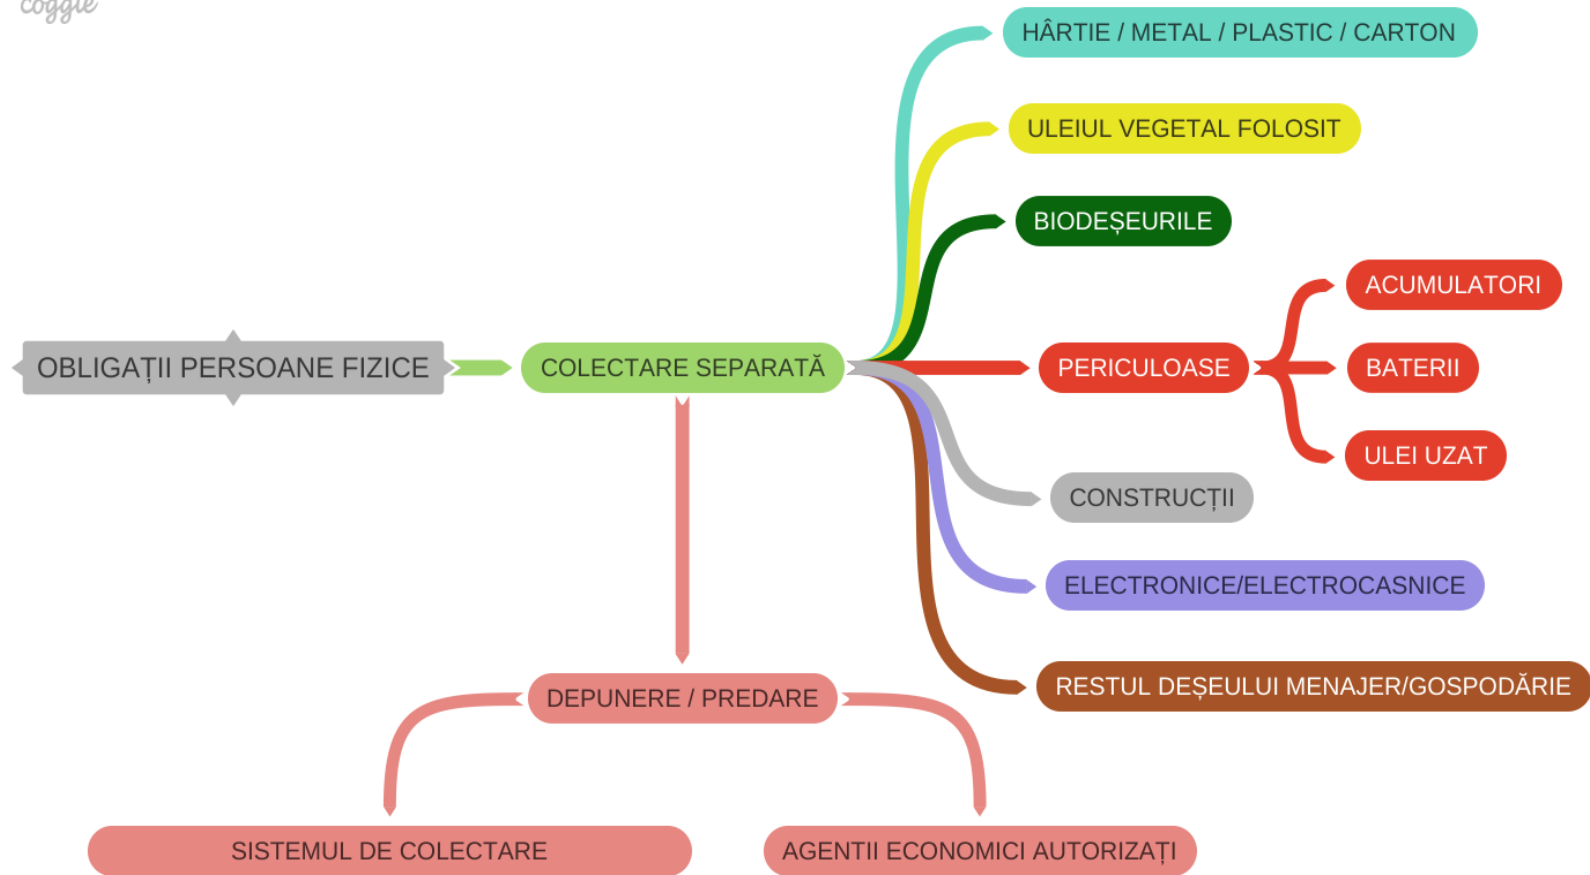 coggle
HÂRTIE / METAL / PLASTIC / CARTON
ULEIUL VEGETAL FOLOSIT
BIODEȘEURILE
ACUMULATORI
OBLIGAȚII PERSOANE FIZICE
COLECTARE SEPARATĂ
PERICULOASE
BATERII
ULEI UZAT
CONSTRUCȚII
ELECTRONICE/ELECTROCASNICE
RESTUL DEȘEULUI MENAJER/GOSPODĂRIE
DEPUNERE / PREDARE
SISTEMUL DE COLECTARE
AGENTII ECONOMICI AUTORIZAȚI